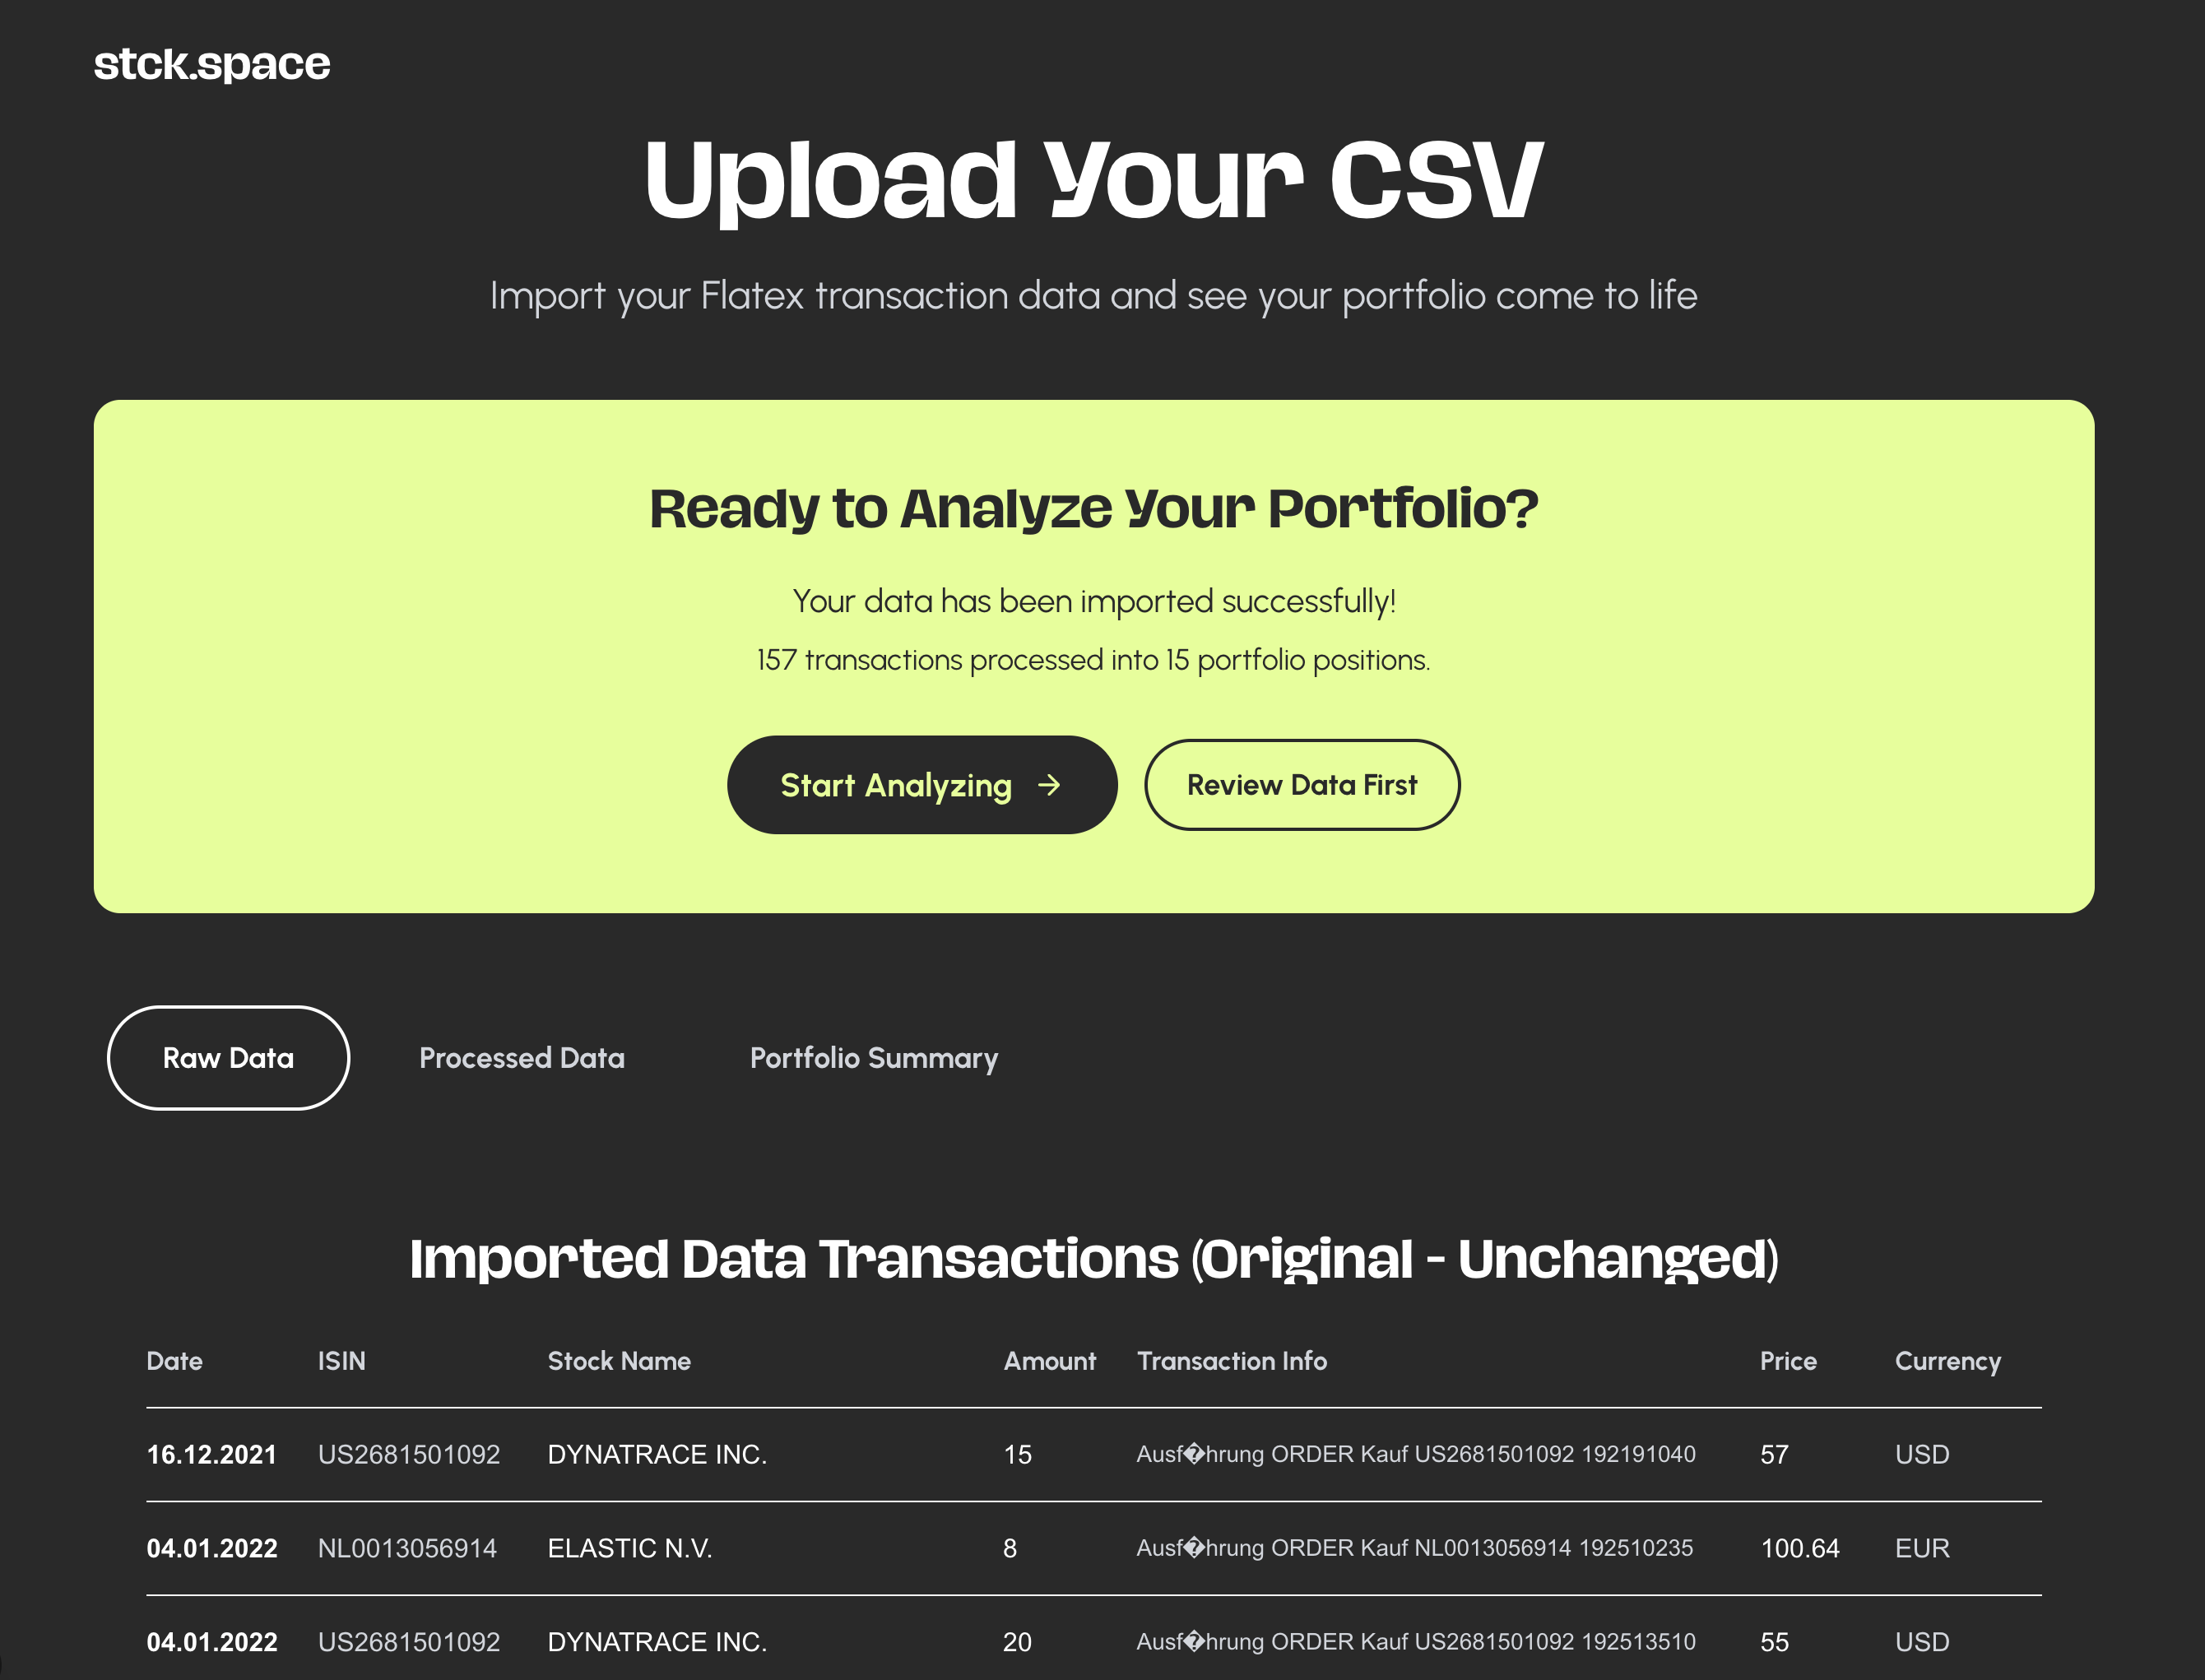 stck.space
Upload Your CSV
Import your Flatex transaction data and see your portfolio come to life
Ready to Analyze Your Portfolio?
Your data has been imported successfully!
157 transactions processed into 15 portfolio positions.
Start Analyzing → Review Data First
Raw Data Processed Data Portfolio Summary
Imported Data Transactions (Original - Unchanged)
Date ISIN Stock Name Amount Transaction Info Price Currency
16.12.2021 US2681501092 DYNATRACE INC. 15 Ausf�hrung ORDER Kauf US2681501092 192191040 57 USD
04.01.2022 NL0013056914 ELASTIC N.V. 8 Ausf�hrung ORDER Kauf NL0013056914 192510235 100.64 EUR
04.01.2022 US2681501092 DYNATRACE INC. 20 Ausf�hrung ORDER Kauf US2681501092 192513510 55 USD